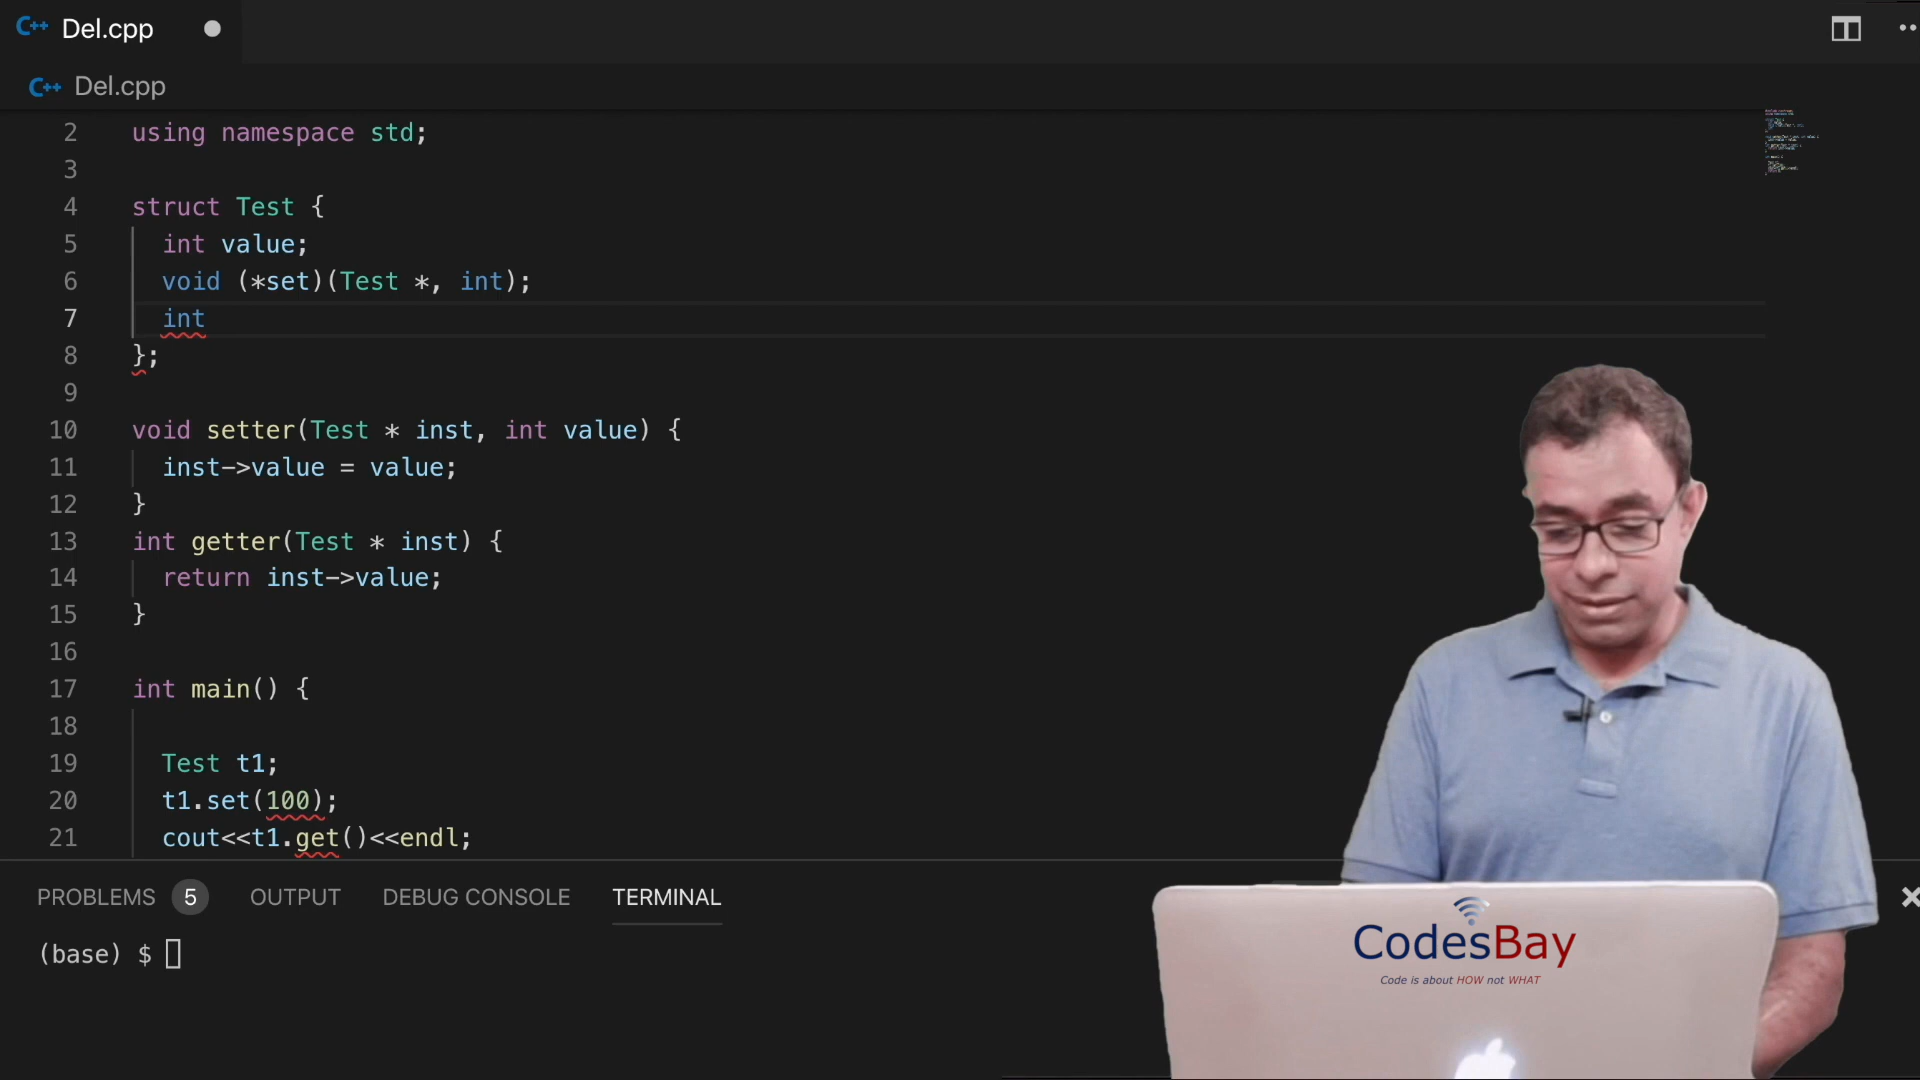 C++ Del.cpp
C++ Del.cpp
2 using namespace std;
3
4 struct Test {
5 int value;
6 void (*set)(Test *, int);
7 int
8 };
9
10 void setter(Test * inst, int value) {
11 inst->value = value;
12 }
13 int getter(Test * inst) {
14 return inst->value;
15 }
16
17 int main() {
18
19 Test t1;
20 t1.set(100);
21 cout<<t1.get()<<endl;
PROBLEMS 5 OUTPUT DEBUG CONSOLE TERMINAL
(base) $
CodesBay
Code is about HOW not WHAT